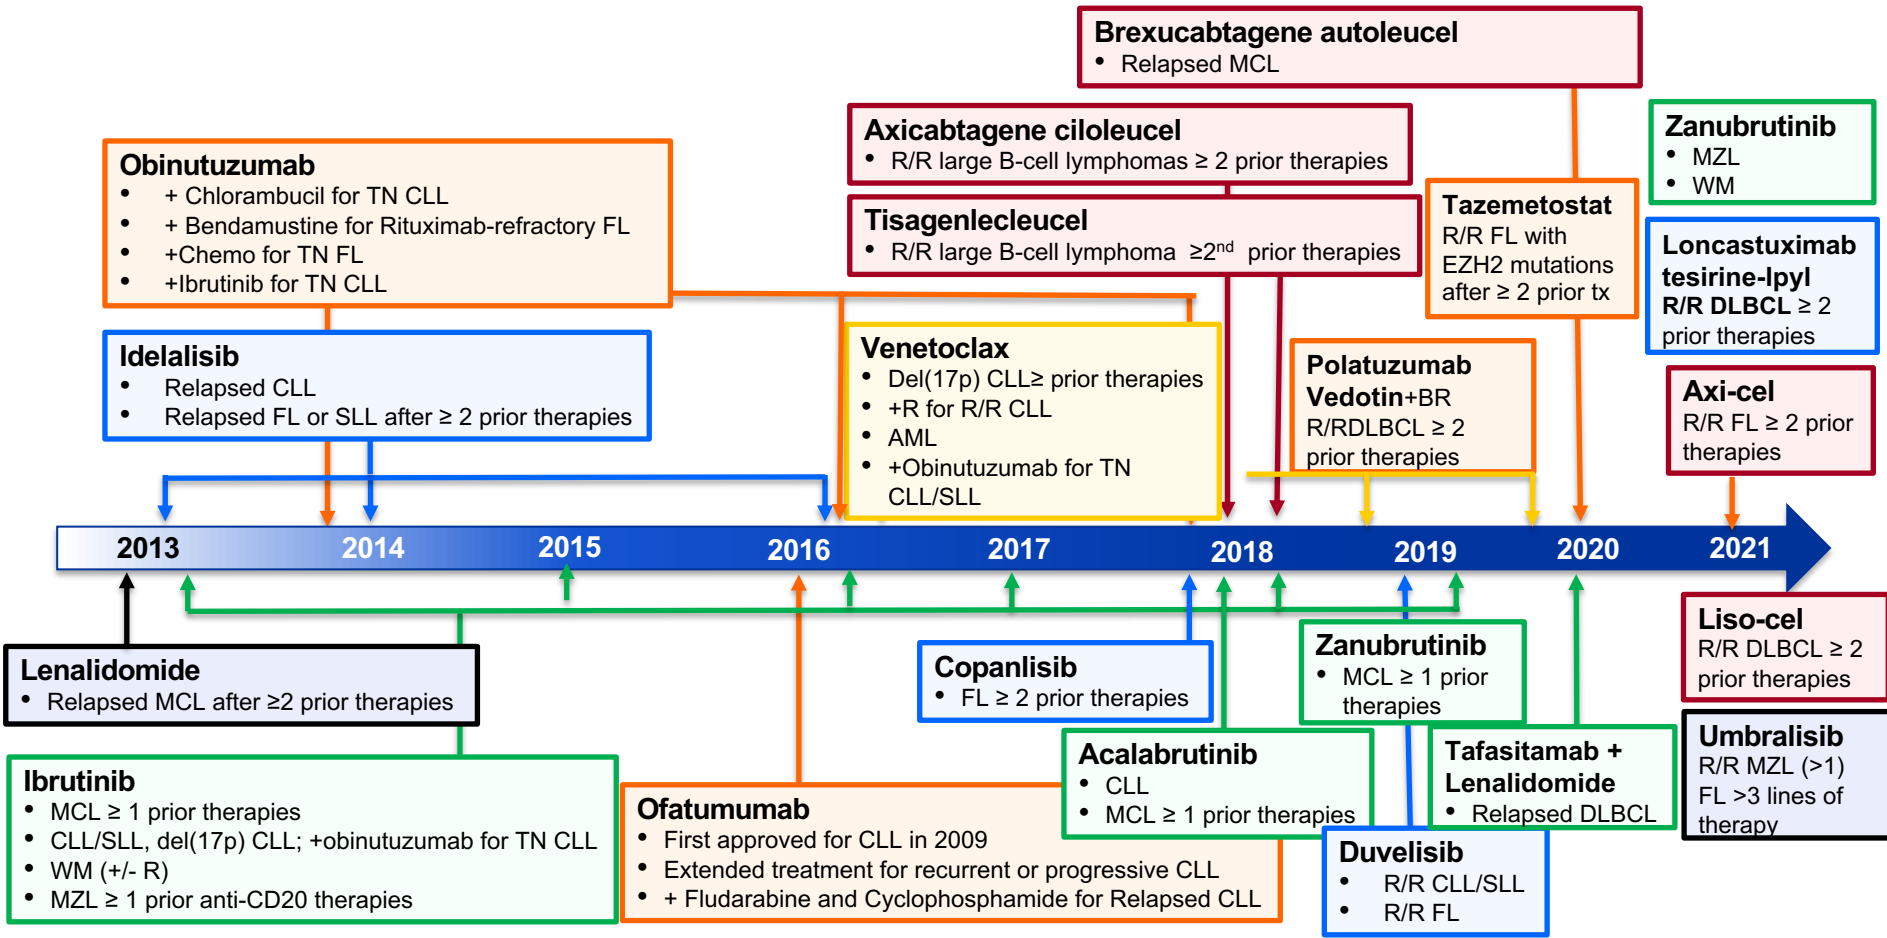 Brexucabtagene autoleucel
• Relapsed MCL
Axicabtagene ciloleucel
• R/R large B-cell lymphomas ≥ 2 prior therapies
Zanubrutinib
• MZL
• WM
Obinutuzumab
• + Chlorambucil for TN CLL
• + Bendamustine for Rituximab-refractory FL
• +Chemo for TN FL
• +Ibrutinib for TN CLL
Tisagenlecleucel
• R/R large B-cell lymphoma ≥2nd prior therapies
Tazemetostat
R/R FL with
EZH2 mutations
after ≥ 2 prior tx
Loncastuximab
tesirine-lpyl
R/R DLBCL ≥ 2
prior therapies
Idelalisib
• Relapsed CLL
• Relapsed FL or SLL after ≥ 2 prior therapies
Venetoclax
• Del(17p) CLL≥ prior therapies
• +R for R/R CLL
• AML
• +Obinutuzumab for TN
CLL/SLL
Polatuzumab
Vedotin+BR
R/RDLBCL ≥ 2
prior therapies
Axi-cel
R/R FL ≥ 2 prior
therapies
2013 2014 2015 2016 2017 2018 2019 2020 2021
Lenalidomide
• Relapsed MCL after ≥2 prior therapies
Copanlisib
• FL ≥ 2 prior therapies
Zanubrutinib
• MCL ≥ 1 prior
therapies
Liso-cel
R/R DLBCL ≥ 2
prior therapies
Ibrutinib
• MCL ≥ 1 prior therapies
• CLL/SLL, del(17p) CLL; +obinutuzumab for TN CLL
• WM (+/- R)
• MZL ≥ 1 prior anti-CD20 therapies
Ofatumumab
• First approved for CLL in 2009
• Extended treatment for recurrent or progressive CLL
• + Fludarabine and Cyclophosphamide for Relapsed CLL
Acalabrutinib
• CLL
• MCL ≥ 1 prior therapies
Tafasitamab +
Lenalidomide
• Relapsed DLBCL
Umbralisib
R/R MZL (>1)
FL >3 lines of
therapy
Duvelisib
• R/R CLL/SLL
• R/R FL